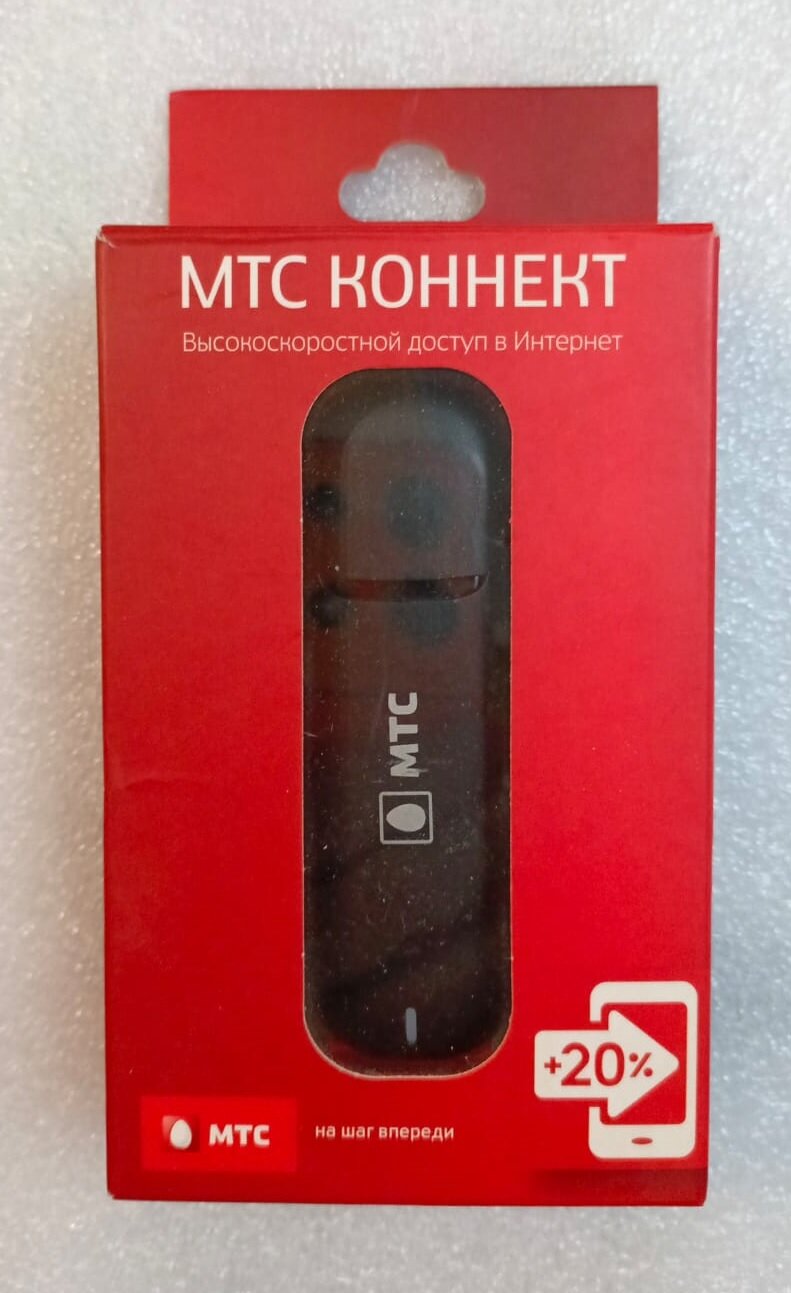 МТС КОННЕКТ
Высокоскоростной доступ в Интернет
МТС
+20%
МТС
на шаг впереди